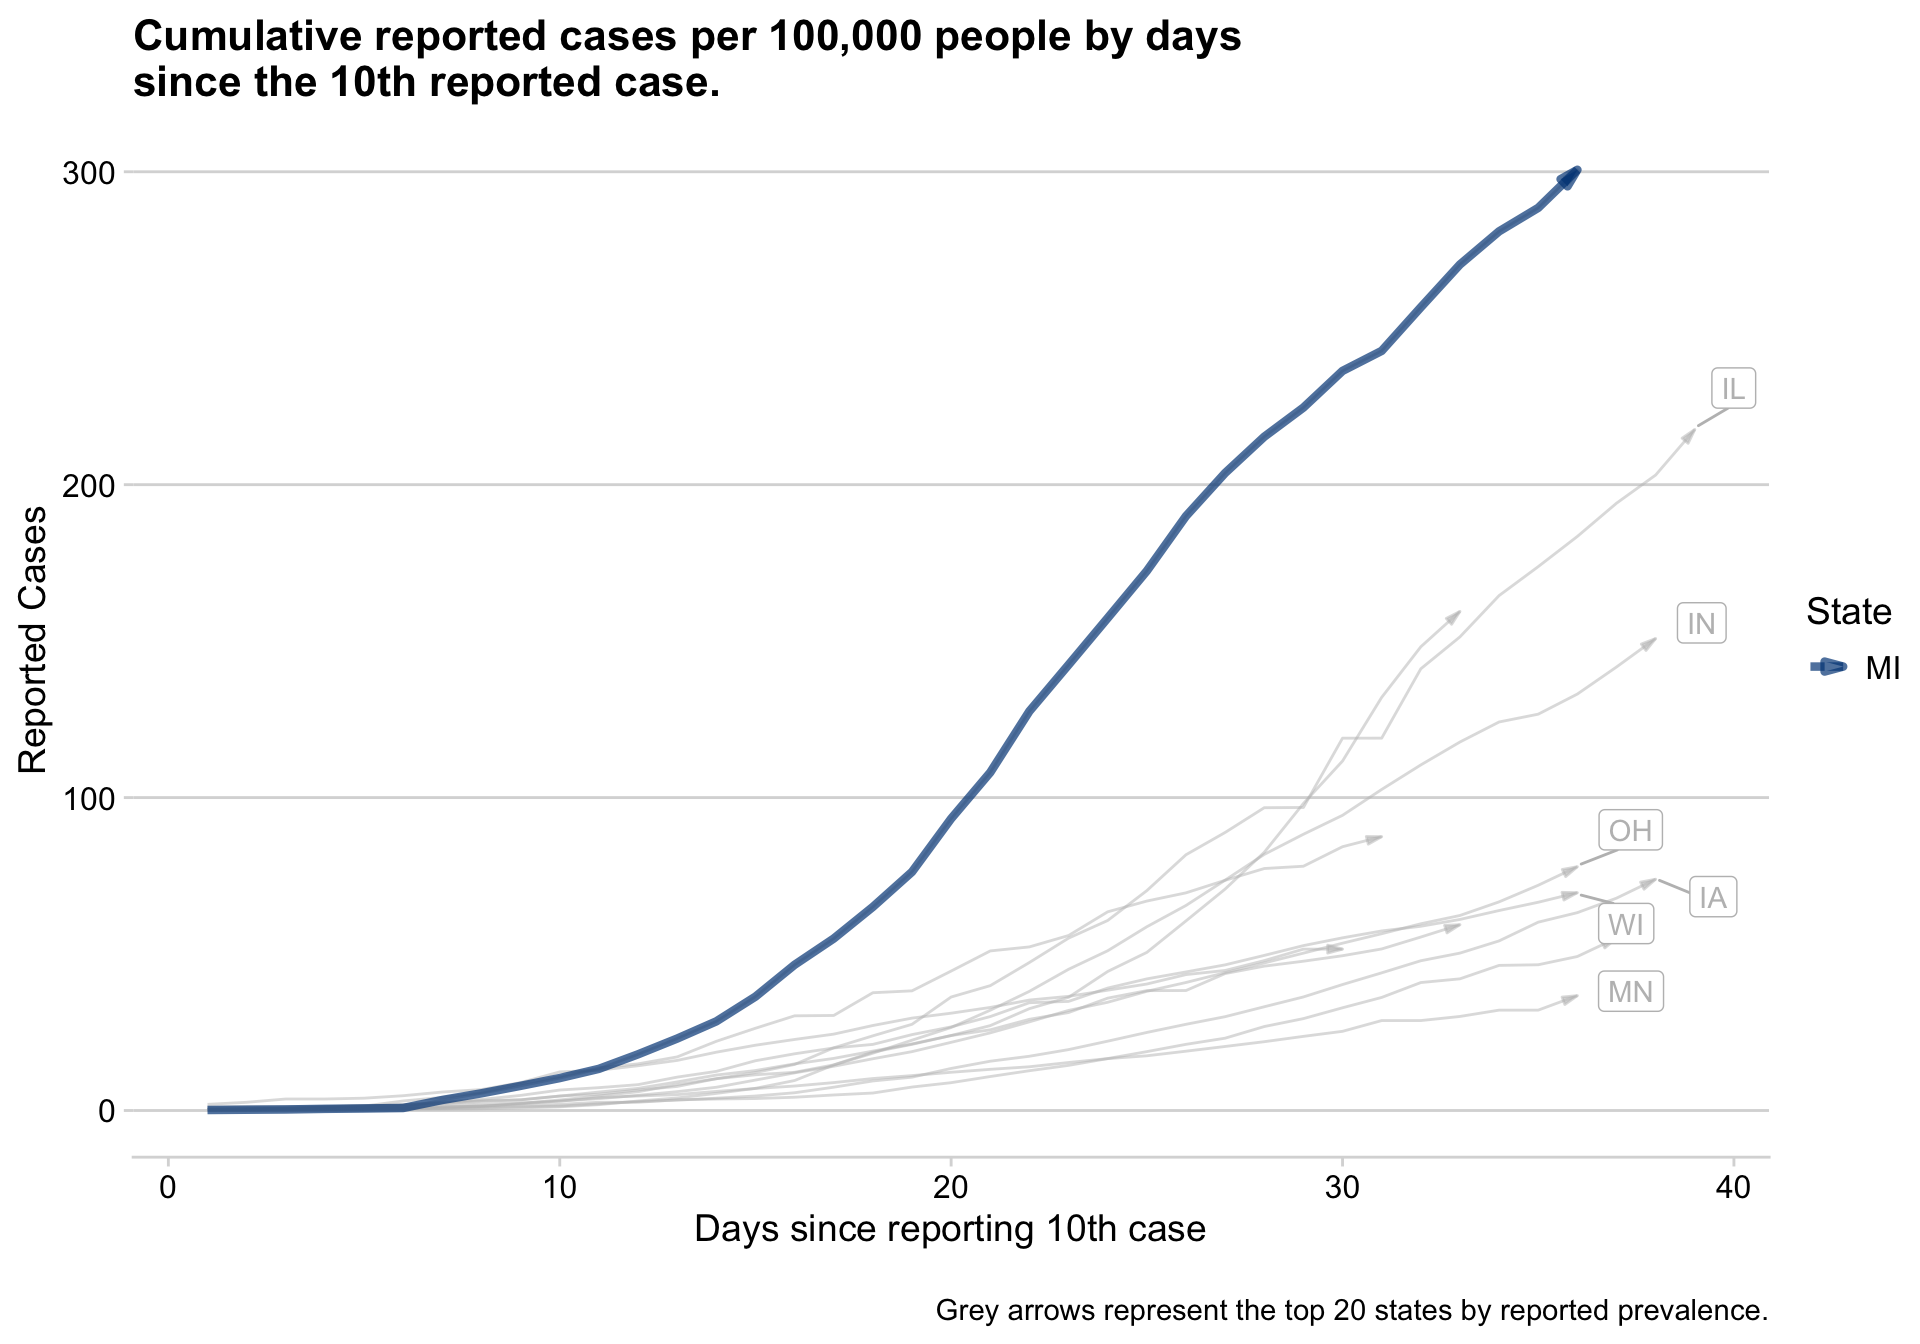 Cumulative reported cases per 100,000 people by days
since the 10th reported case.
300
200
100
0
Reported Cases
IL
IN
OH
IA
WI
MN
State
MI
0
10
20
30
40
Days since reporting 10th case
Grey arrows represent the top 20 states by reported prevalence.